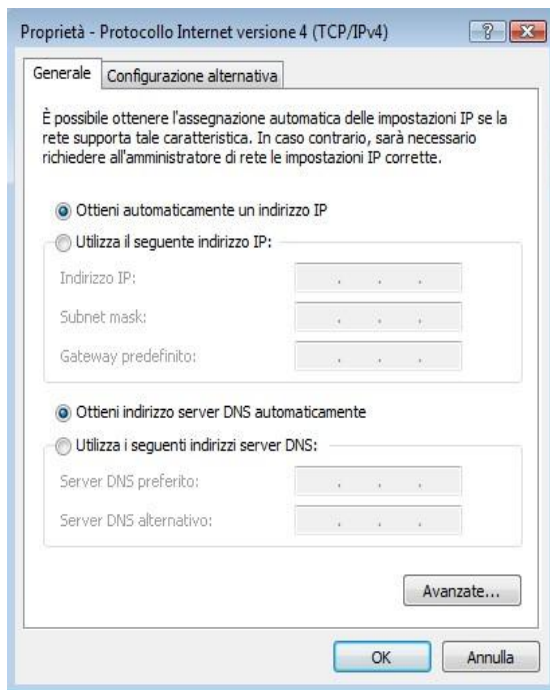 Proprietà - Protocollo Internet versione 4 (TCP/IPv4)
Generale
Configurazione alternativa
È possibile ottenere l'assegnazione automatica delle impostazioni IP se la
rete supporta tale caratteristica. In caso contrario, sarà necessario
richiedere all'amministratore di rete le impostazioni IP corrette.
Ottieni automaticamente un indirizzo IP
Utilizza il seguente indirizzo IP:
Indirizzo IP:
Subnet mask:
Gateway predefinito:
Ottieni indirizzo server DNS automaticamente
Utilizza i seguenti indirizzi server DNS:
Server DNS preferito:
Server DNS alternativo:
Avanzate...
OK
Annulla